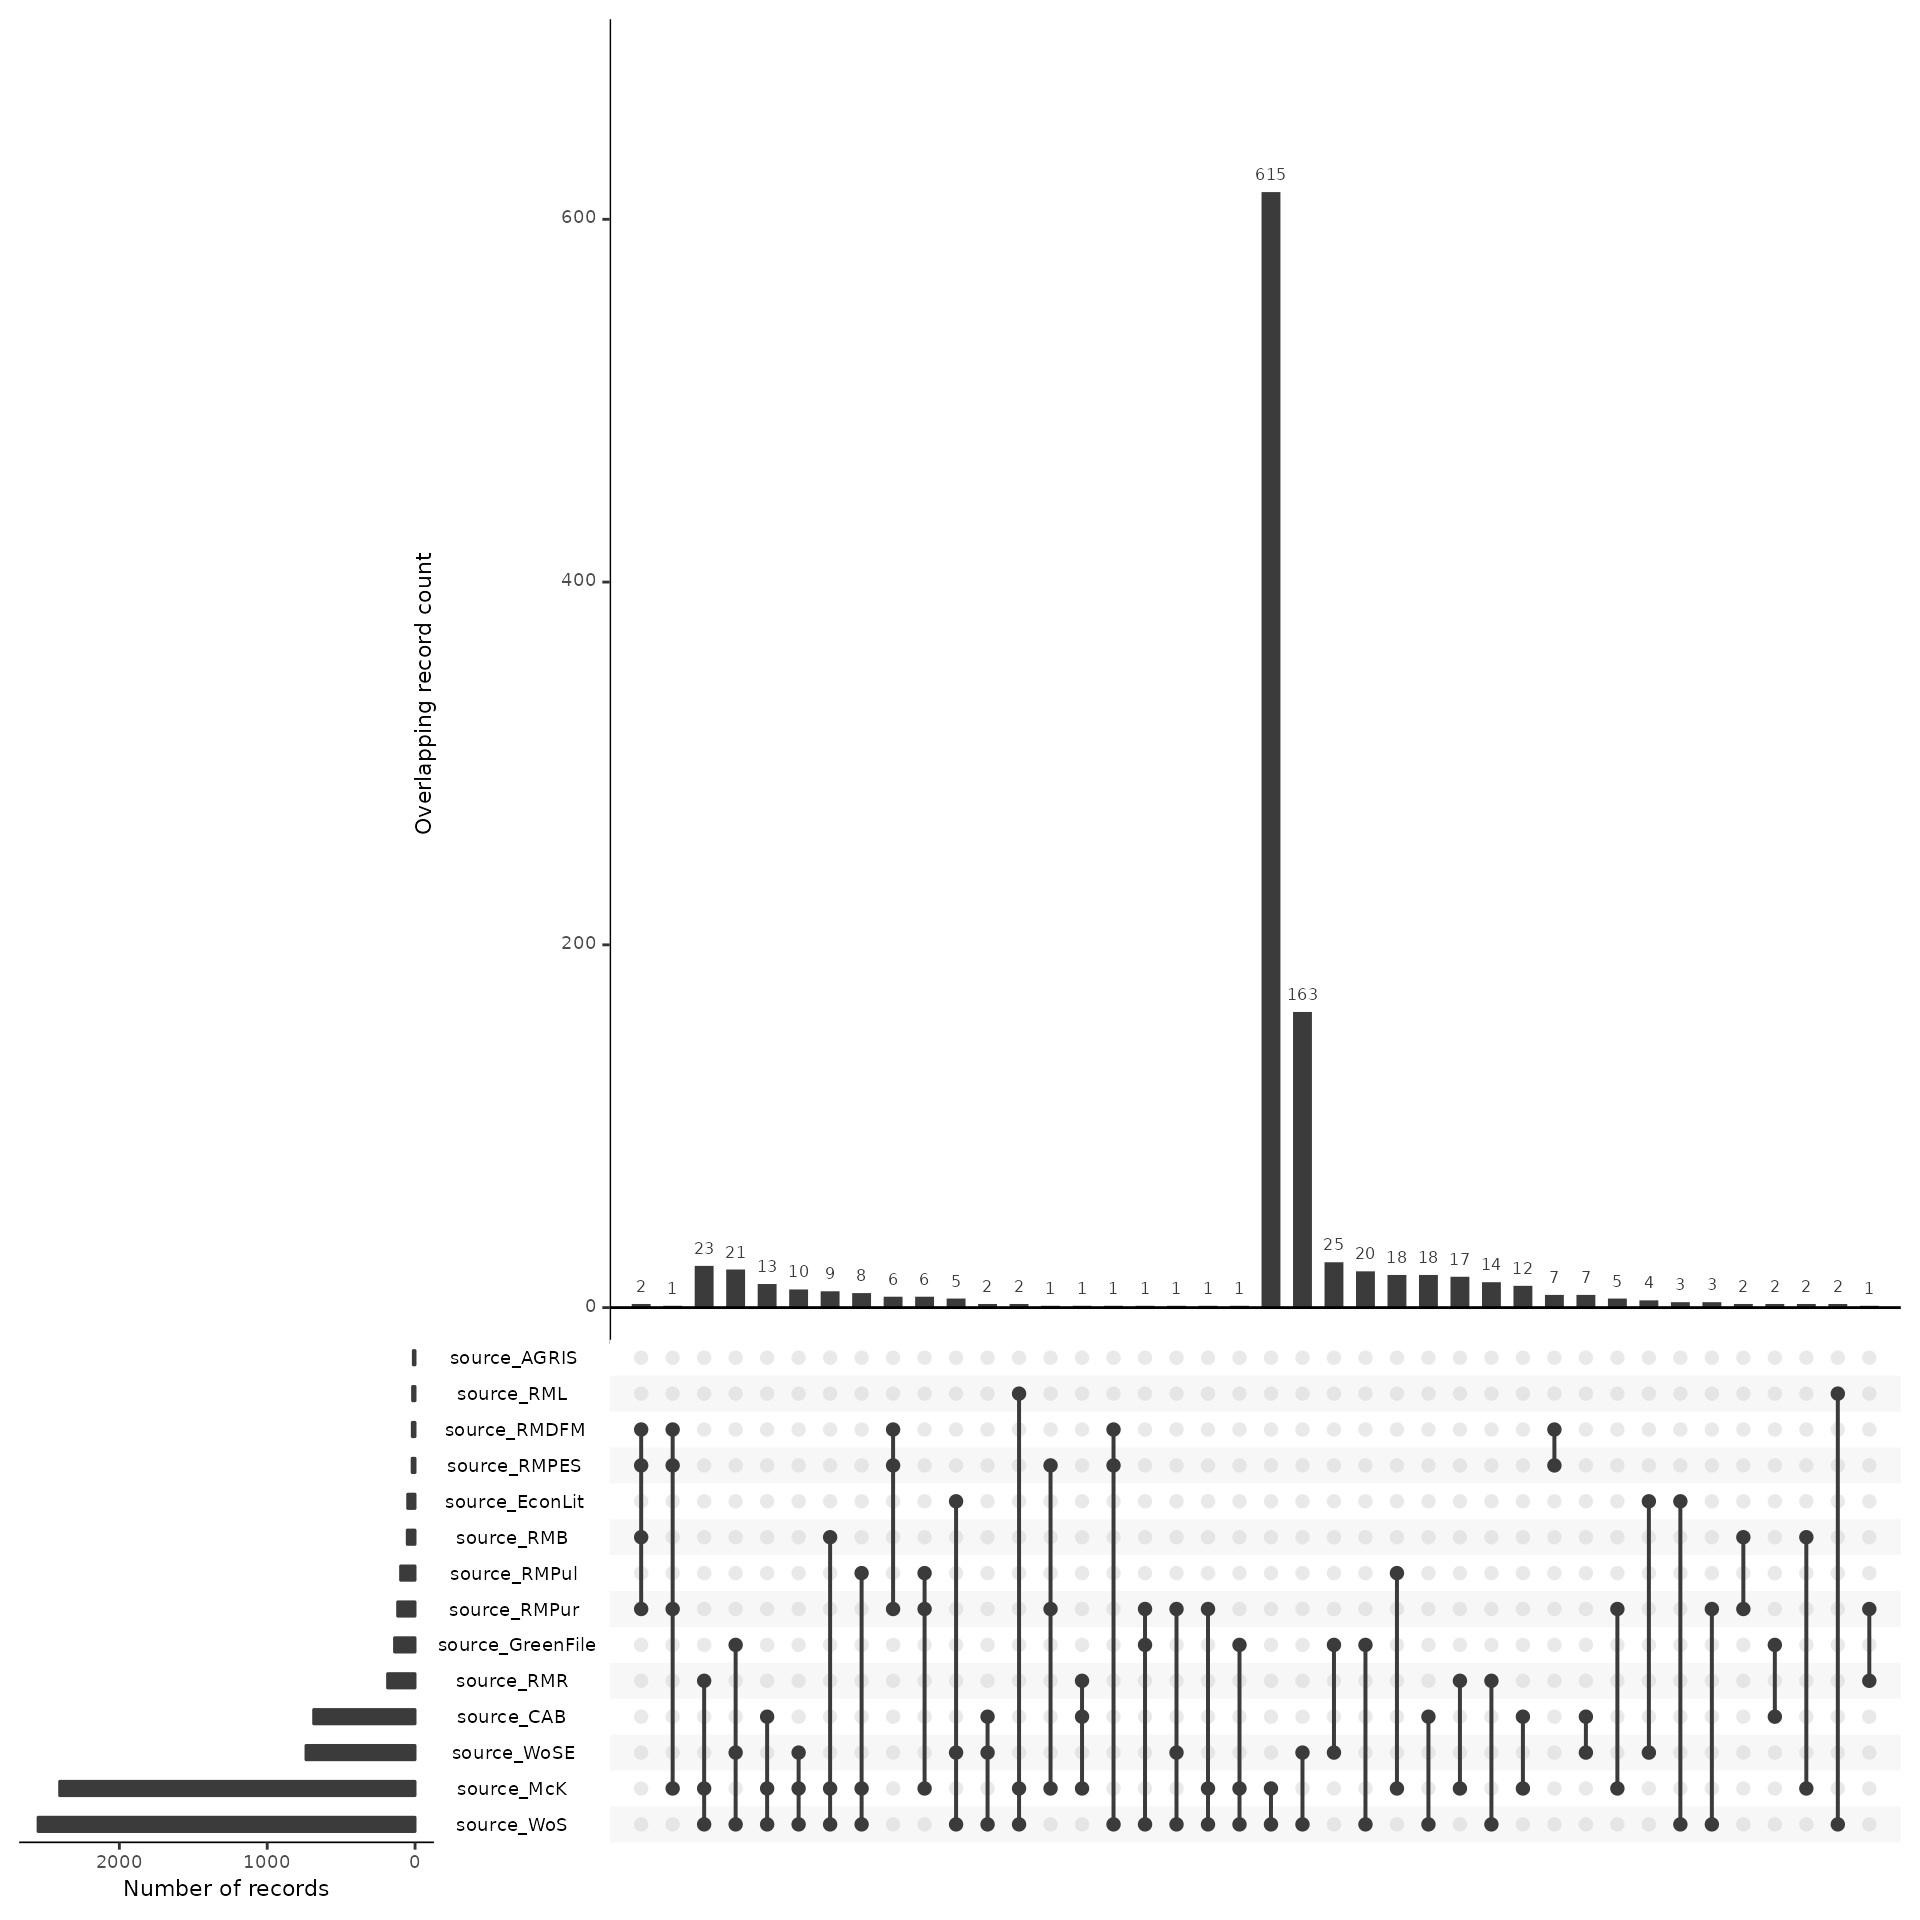 615
600
Overlapping record count
400
163
200
23 21 13 10 9 8 6 6 5 2 2 1 1 1 1 1 1 1 25 20 18 18 17 14 12 7 7 5 4 3 3 2 2 2 2 1
2 1
0
source_AGRIS
source_RML
source_RMDFM
source_RMPES
source_EconLit
source_RMB
source_RMPul
source_RMPur
source_GreenFile
source_RMR
source_CAB
source_WoSE
source_McK
source_WoS
2000 1000 0
Number of records